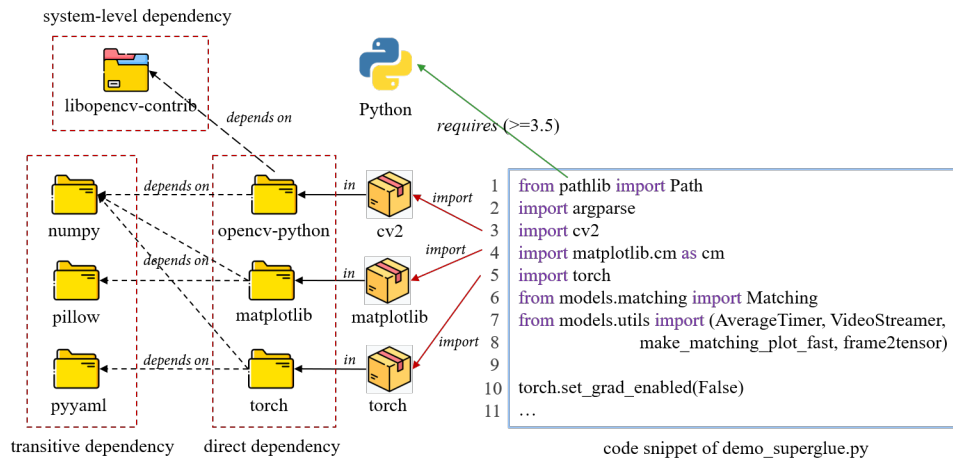 system-level dependency
libopencv-contrib
depends on
Python
requires (>=3.5)
numpy
depends on
opencv-python
in
cv2
import
pillow
depends on
matplotlib
in
matplotlib
import
pyyaml
depends on
torch
in
torch
import
transitive dependency
direct dependency
1 from pathlib import Path
2 import argparse
3 import cv2
4 import matplotlib.cm as cm
5 import torch
6 from models.matching import Matching
7 from models.utils import (AverageTimer, VideoStreamer,
8 make_matching_plot_fast, frame2tensor)
9
10 torch.set_grad_enabled(False)
11 …
code snippet of demo_superglue.py